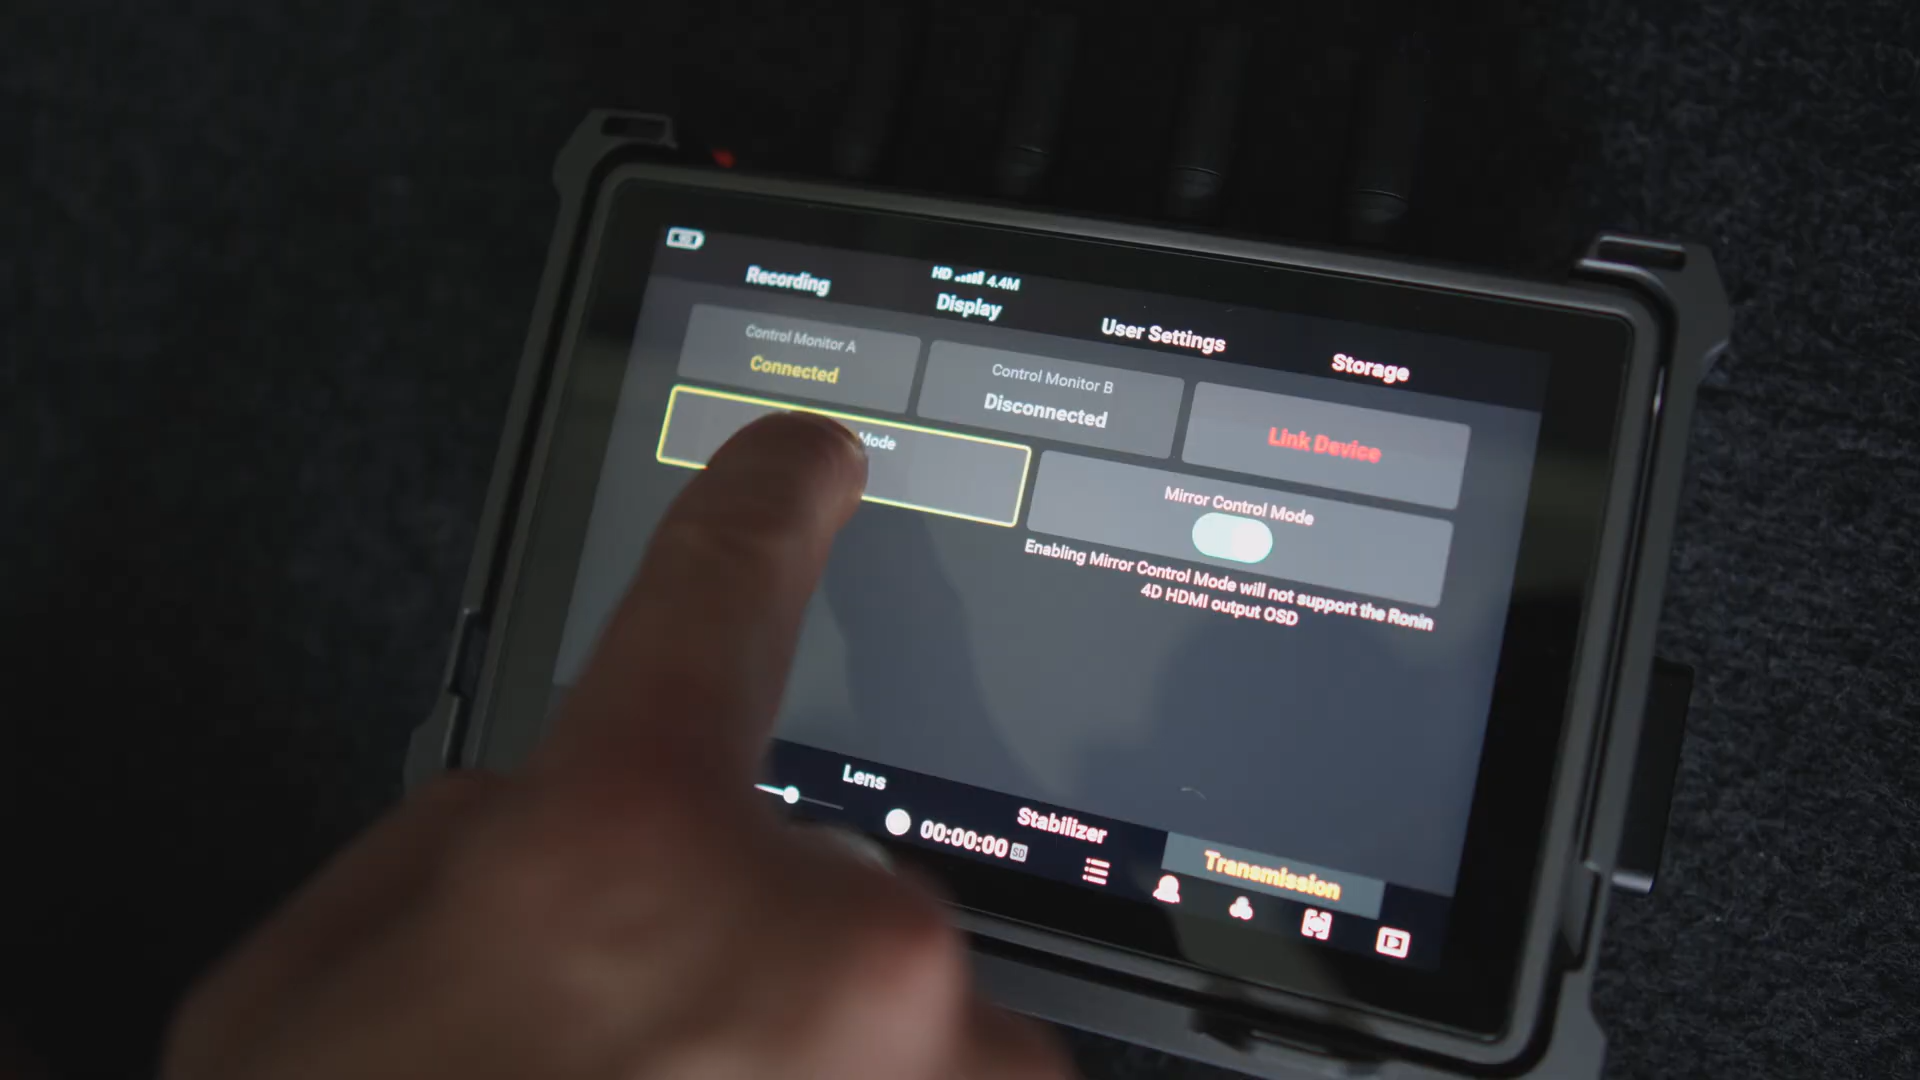 HD 4.4M
Recording
Display
User Settings
Storage
Control Monitor A
Connected
Control Monitor B
Disconnected
Link Device
Mode
Mirror Control Mode
Enabling Mirror Control Mode will not support the Ronin
4D HDMI output OSD
Lens
Stabilizer
Transmission
00:00:00 SD